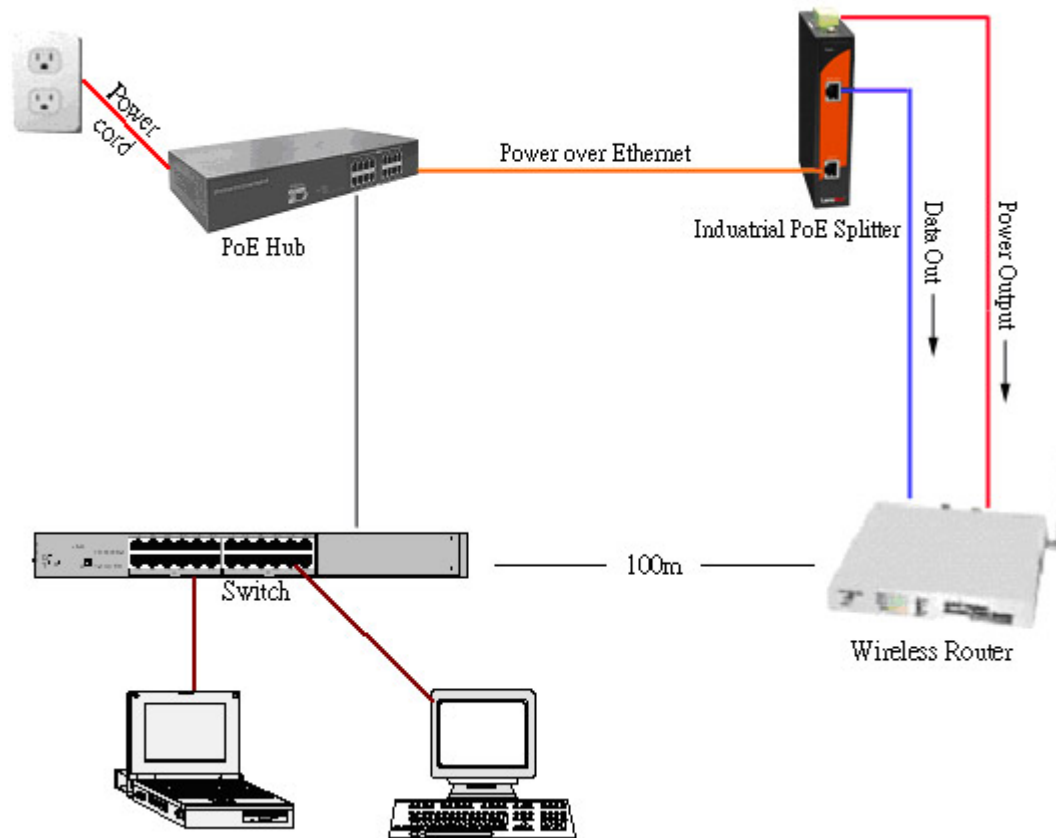 Power
cord
PoE Hub
Power over Ethernet
Induatrial PoE Splitter
Data Out
Power Output
Switch
100m
Wireless Router